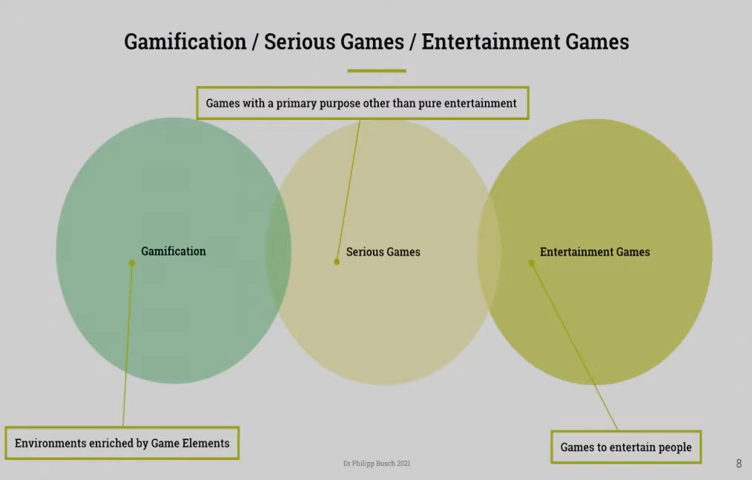 Gamification / Serious Games / Entertainment Games
Games with a primary purpose other than pure entertainment
Gamification
Serious Games
Entertainment Games
Environments enriched by Game Elements
Games to entertain people
Dr Philipp Busch 2021
8